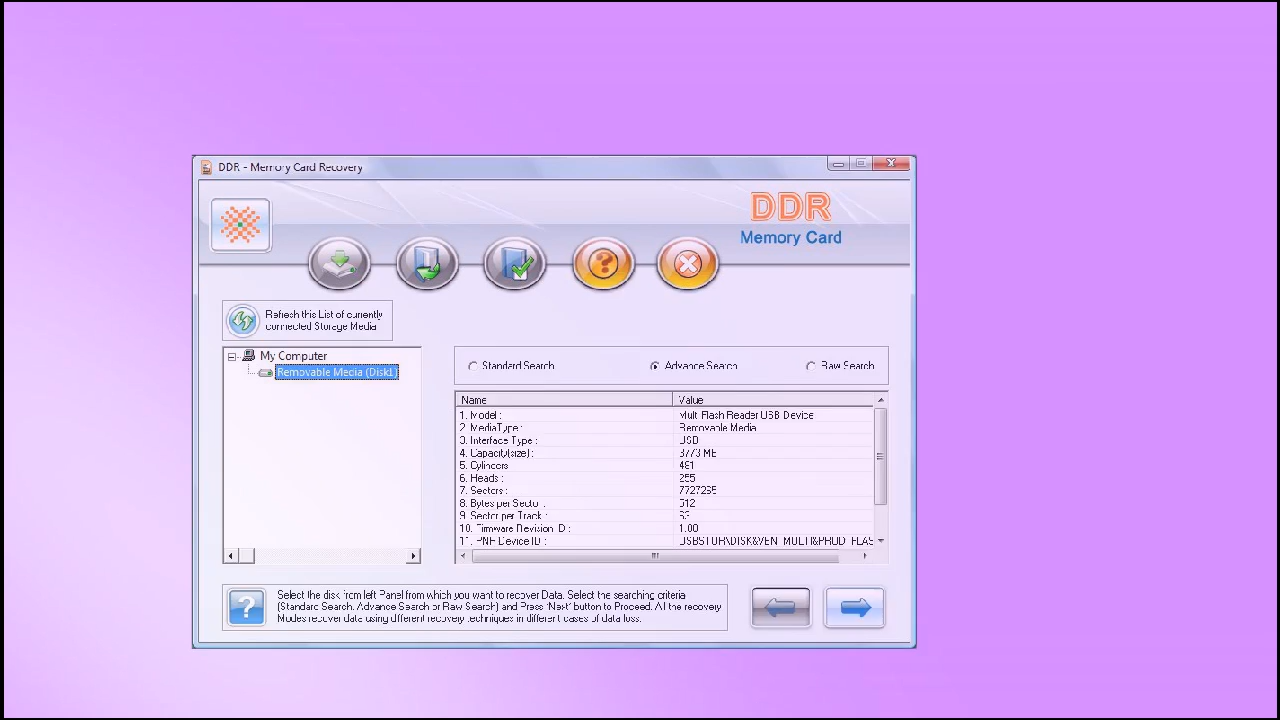 DDR - Memory Card Recovery
DDR
Memory Card
Refresh this List of currently
connected Storage Media
My Computer
Removable Media (Disk1)
Standard Search
Advance Search
Raw Search
Name Value
1. Model : Multi Flash Reader USB Device
2. MediaType : Removable Media
3. Interface Type : USB
4. Capacity(size) : 3773 MB
5. Cylinders 481
6. Heads : 255
7. Sectors : 7727265
8. Bytes per Sector : 512
9. Sector per Track : 63
10. Firmware Revision ID : 1.00
11. PNP Device ID : USBSTOR\DISK&VEN_MULTI&PROD_FLAS
Select the disk from left Panel from which you want to recover Data. Select the searching criteria
(Standard Search, Advance Search or Raw Search) and Press 'Next' button to Proceed. All the recovery
Modes recover data using different recovery techniques in different cases of data loss.